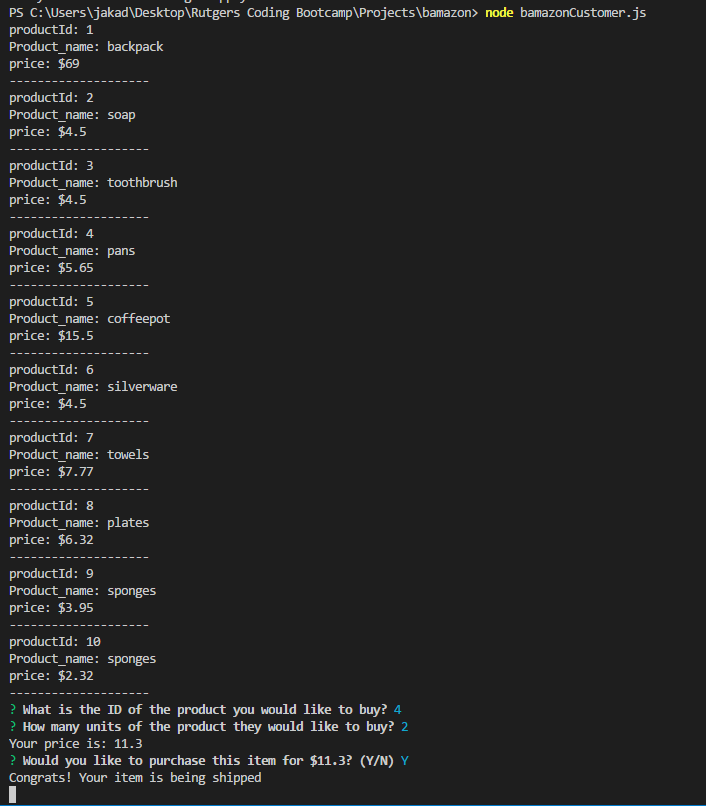 PS C:\Users\jakad\Desktop\Rutgers Coding Bootcamp\Projects\bamazon> node bamazonCustomer.js
productId: 1
Product_name: backpack
price: $69
--------------------
productId: 2
Product_name: soap
price: $4.5
--------------------
productId: 3
Product_name: toothbrush
price: $4.5
--------------------
productId: 4
Product_name: pans
price: $5.65
--------------------
productId: 5
Product_name: coffeepot
price: $15.5
--------------------
productId: 6
Product_name: silverware
price: $4.5
--------------------
productId: 7
Product_name: towels
price: $7.77
--------------------
productId: 8
Product_name: plates
price: $6.32
--------------------
productId: 9
Product_name: sponges
price: $3.95
--------------------
productId: 10
Product_name: sponges
price: $2.32
--------------------
? What is the ID of the product you would like to buy? 4
? How many units of the product they would like to buy? 2
Your price is: 11.3
? Would you like to purchase this item for $11.3? (Y/N) Y
Congrats! Your item is being shipped